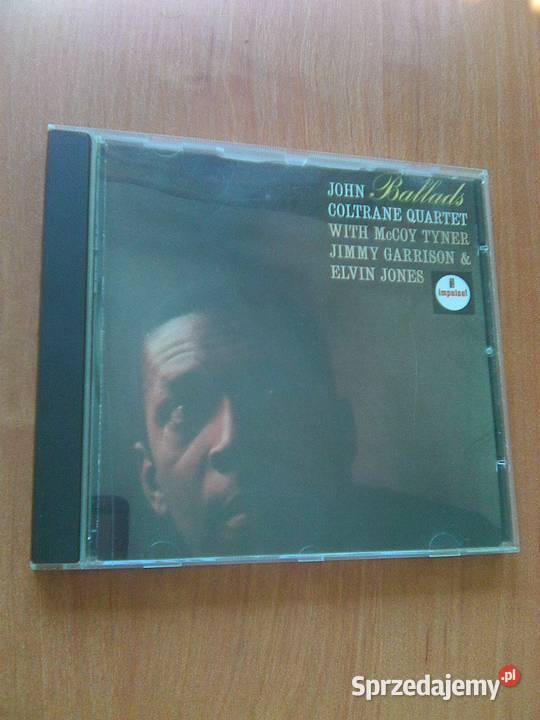 JOHN Ballads
COLTRANE QUARTET
WITH McCOY TYNER
JIMMY GARRISON &
ELVIN JONES
impulse!
Sprzedajemy.pl